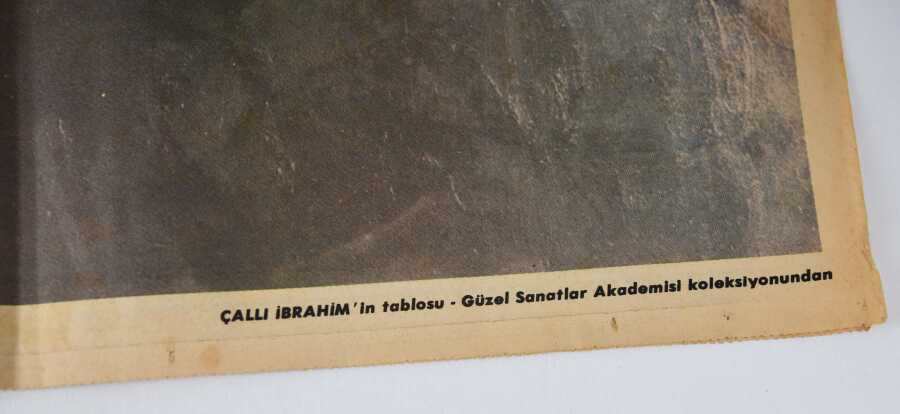 ÇALLI İBRAHİM'in tablosu - Güzel Sanatlar Akademisi koleksiyonundan